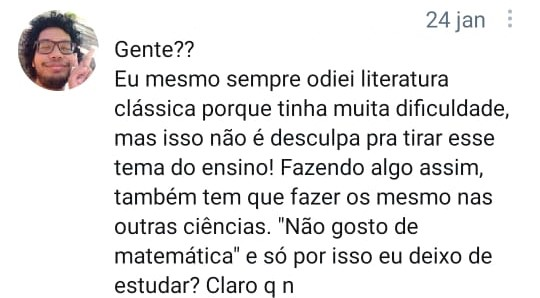 24 jan
Gente??
Eu mesmo sempre odiei literatura
clássica porque tinha muita dificuldade,
mas isso não é desculpa pra tirar esse
tema do ensino! Fazendo algo assim,
também tem que fazer os mesmo nas
outras ciências. "Não gosto de
matemática" e só por isso eu deixo de
estudar? Claro q n